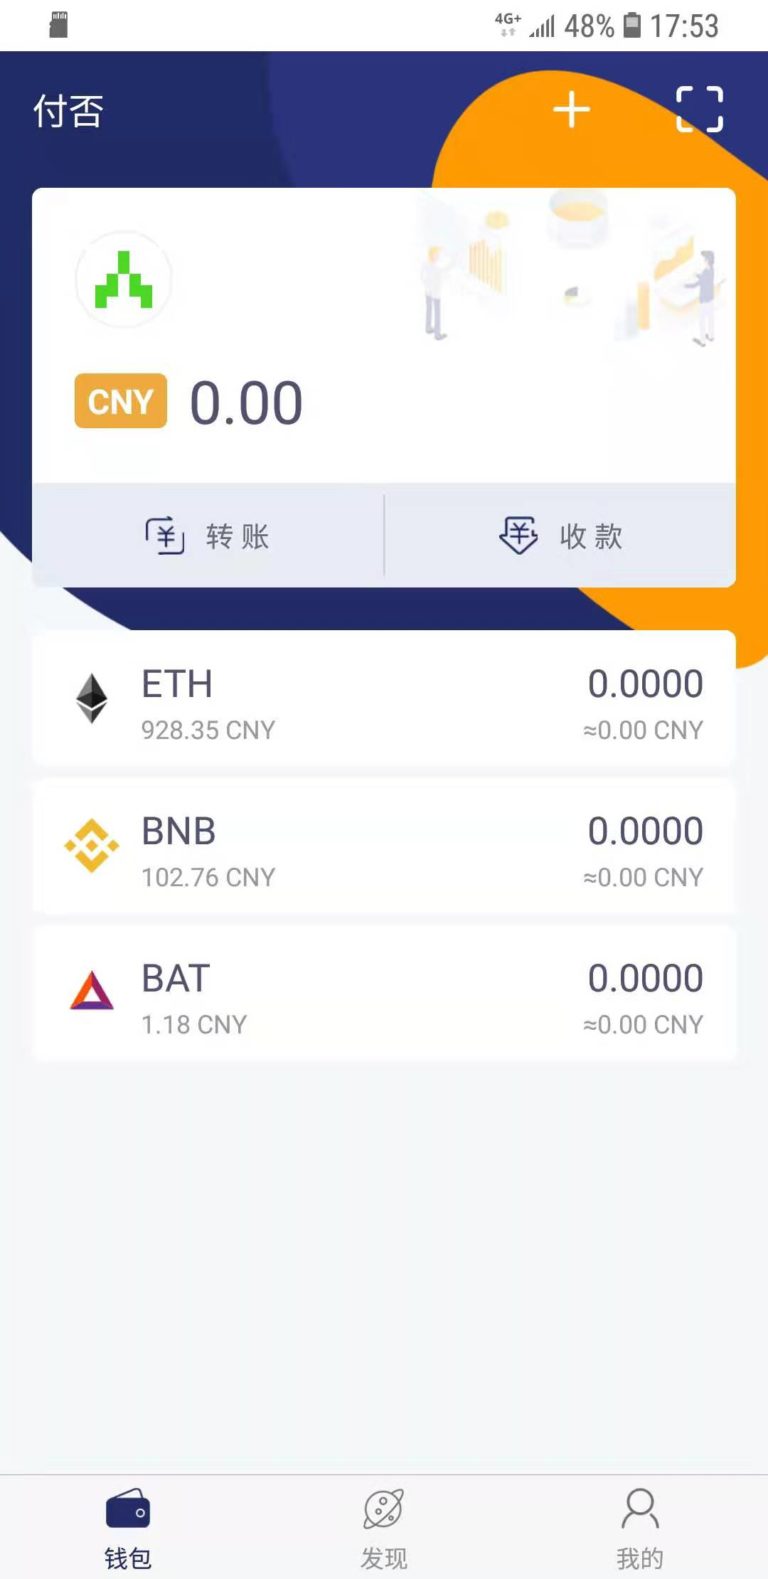 4G+ 48% 17:53
付否
CNY 0.00
转账 收款
ETH 0.0000
928.35 CNY ≈0.00 CNY
BNB 0.0000
102.76 CNY ≈0.00 CNY
BAT 0.0000
1.18 CNY ≈0.00 CNY
钱包 发现 我的